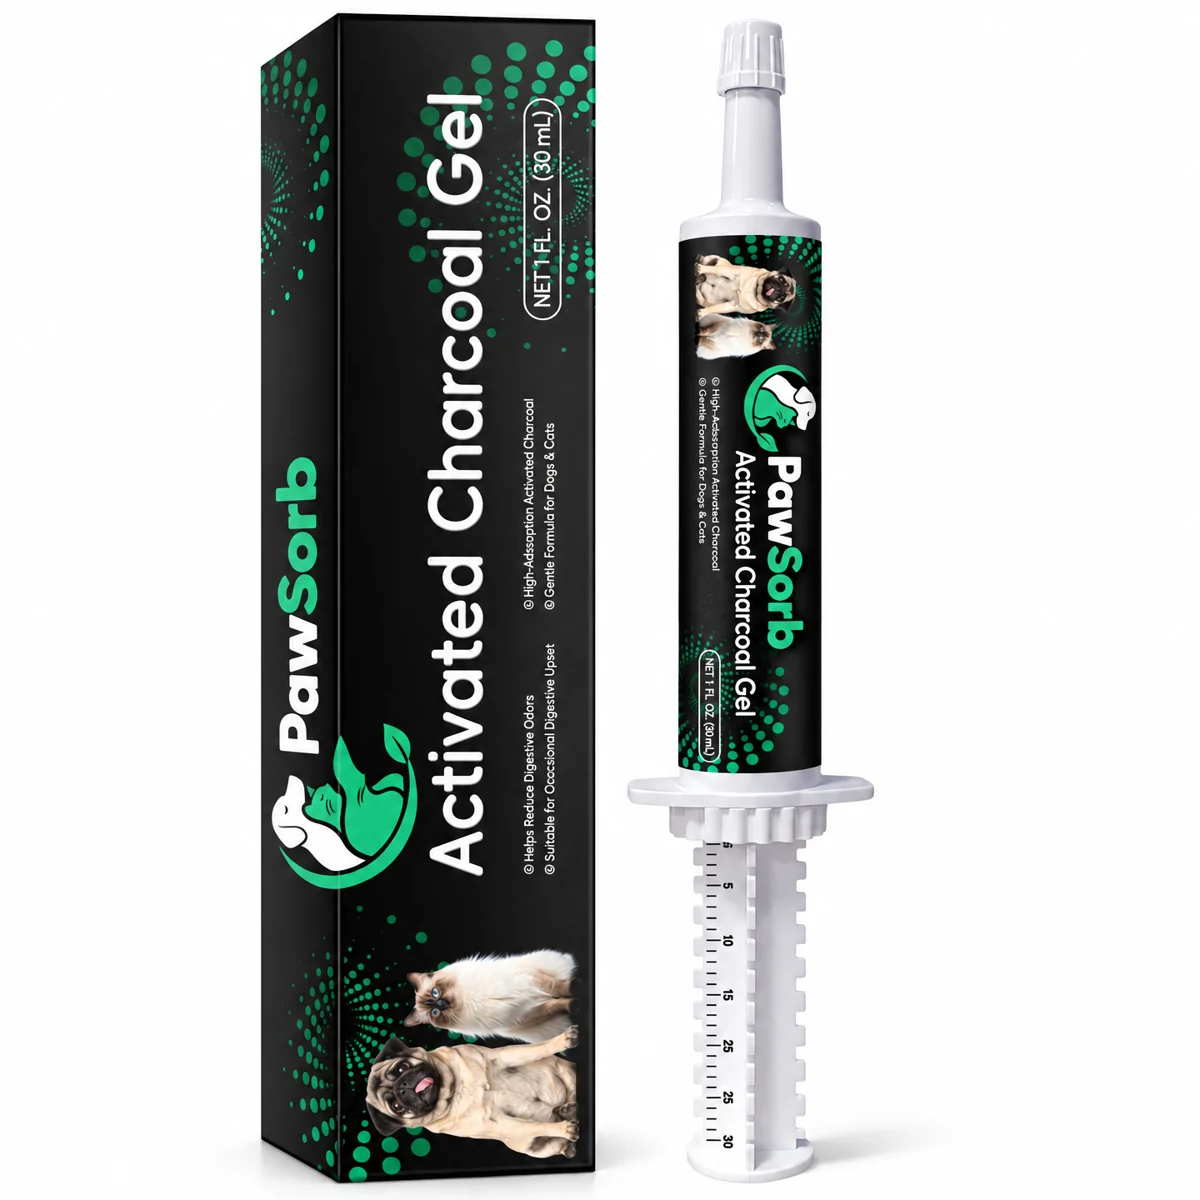 PawSorb
Activated Charcoal Gel
NET 1 FL. OZ. (30 mL)
© Helps Reduce Digestive Odors
© Suitable for Ococsional Digestive Upset
© High-Adssoption Activated Charcoal
© Gentle Formula for Dogs & Cats
PawSorb
Activated Charcoal Gel
© High-Adssoption Activated Charcoal
© Gentle Formula for Dogs & Cats
NET 1 FL OZ. (30 mL)
5
10
15
25
25
30